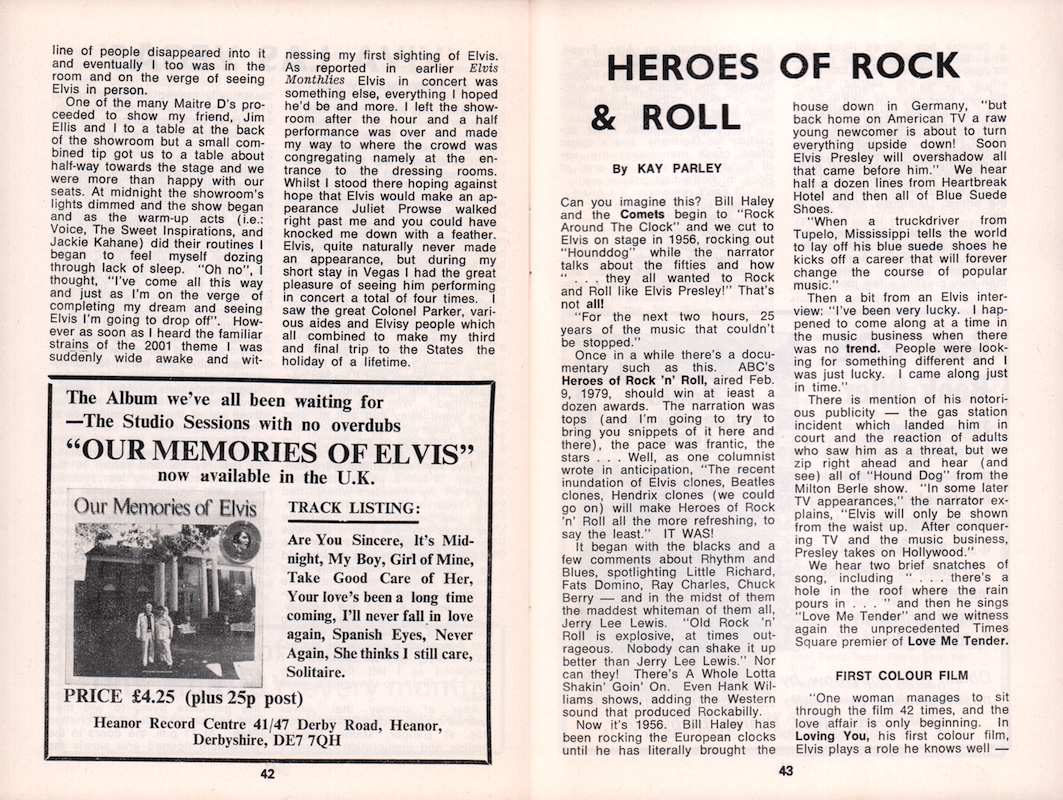 line of people disappeared into it
and eventually I too was in the
room and on the verge of seeing
Elvis in person.
One of the many Maitre D's pro-
ceeded to show my friend, Jim
Ellis and I to a table at the back
of the showroom but a small com-
bined tip got us to a table about
half-way towards the stage and we
were more than happy with our
seats. At midnight the showroom's
lights dimmed and the show began
and as the warm-up acts (i.e.:
Voice, The Sweet Inspirations, and
Jackie Kahane) did their routines I
began to feel myself dozing
through lack of sleep. "Oh no", I
thought, "I've come all this way
and just as I'm on the verge of
completing my dream and seeing
Elvis I'm going to drop off". How-
ever as soon as I heard the familiar
strains of the 2001 theme I was
suddenly wide awake and wit-
nessing my first sighting of Elvis.
As reported in earlier Elvis
Monthlies Elvis in concert was
something else, everything I hoped
he'd be and more. I left the show-
room after the hour and a half
performance was over and made
my way to where the crowd was
congregating namely at the en-
trance to the dressing rooms.
Whilst I stood there hoping against
hope that Elvis would make an ap-
pearance Juliet Prowse walked
right past me and you could have
knocked me down with a feather.
Elvis, quite naturally never made
an appearance, but during my
short stay in Vegas I had the great
pleasure of seeing him performing
in concert a total of four times. I
saw the great Colonel Parker, vari-
ous aides and Elvisy people which
all combined to make my third
and final trip to the States the
holiday of a lifetime.
The Album we've all been waiting for
—The Studio Sessions with no overdubs
"OUR MEMORIES OF ELVIS"
now available in the U.K.
Our Memories of Elvis
TRACK LISTING:
Are You Sincere, It's Mid-
night, My Boy, Girl of Mine,
Take Good Care of Her,
Your love's been a long time
coming, I'll never fall in love
again, Spanish Eyes, Never
Again, She thinks I still care,
Solitaire.
PRICE £4.25 (plus 25p post)
Heanor Record Centre 41/47 Derby Road, Heanor,
Derbyshire, DE7 7QH
42
HEROES OF ROCK
& ROLL
By KAY PARLEY
Can you imagine this? Bill Haley
and the Comets begin to "Rock
Around The Clock" and we cut to
Elvis on stage in 1956, rocking out
"Hounddog" while the narrator
talks about the fifties and how
". . . they all wanted to Rock
and Roll like Elvis Presley!" That's
not all!
"For the next two hours, 25
years of the music that couldn't
be stopped."
Once in a while there's a docu-
mentary such as this. ABC's
Heroes of Rock 'n' Roll, aired Feb.
9, 1979, should win at least a
dozen awards. The narration was
tops (and I'm going to try to
bring you snippets of it here and
there), the pace was frantic, the
stars . . . Well, as one columnist
wrote in anticipation, "The recent
inundation of Elvis clones, Beatles
clones, Hendrix clones (we could
go on) will make Heroes of Rock
'n' Roll all the more refreshing, to
say the least." IT WAS!
It began with the blacks and a
few comments about Rhythm and
Blues, spotlighting Little Richard,
Fats Domino, Ray Charles, Chuck
Berry — and in the midst of them
the maddest whiteman of them all,
Jerry Lee Lewis. "Old Rock 'n'
Roll is explosive, at times out-
rageous. Nobody can shake it up
better than Jerry Lee Lewis." Nor
can they! There's A Whole Lotta
Shakin' Goin' On. Even Hank Wil-
liams shows, adding the Western
sound that produced Rockabilly.
Now it's 1956. Bill Haley has
been rocking the European clocks
until he has literally brought the
house down in Germany, "but
back home on American TV a raw
young newcomer is about to turn
everything upside down! Soon
Elvis Presley will overshadow all
that came before him." We hear
half a dozen lines from Heartbreak
Hotel and then all of Blue Suede
Shoes.
"When a truckdriver from
Tupelo, Mississippi tells the world
to lay off his blue suede shoes he
kicks off a career that will forever
change the course of popular
music."
Then a bit from an Elvis inter-
view: "I've been very lucky. I hap-
pened to come along at a time in
the music business when there
was no trend. People were look-
ing for something different and I
was just lucky. I came along just
in time."
There is mention of his notori-
ous publicity — the gas station
incident which landed him in
court and the reaction of adults
who saw him as a threat, but we
zip right ahead and hear (and
see) all of "Hound Dog" from the
Milton Berle show. "In some later
TV appearances," the narrator ex-
plains, "Elvis will only be shown
from the waist up. After conquer-
ing TV and the music business,
Presley takes on Hollywood."
We hear two brief snatches of
song, including " . . . there's a
hole in the roof where the rain
pours in . . . " and then he sings
"Love Me Tender" and we witness
again the unprecedented Times
Square premier of Love Me Tender.
FIRST COLOUR FILM
"One woman manages to sit
through the film 42 times, and the
love affair is only beginning. In
Loving You, his first colour film,
Elvis plays a role he knows well —
43